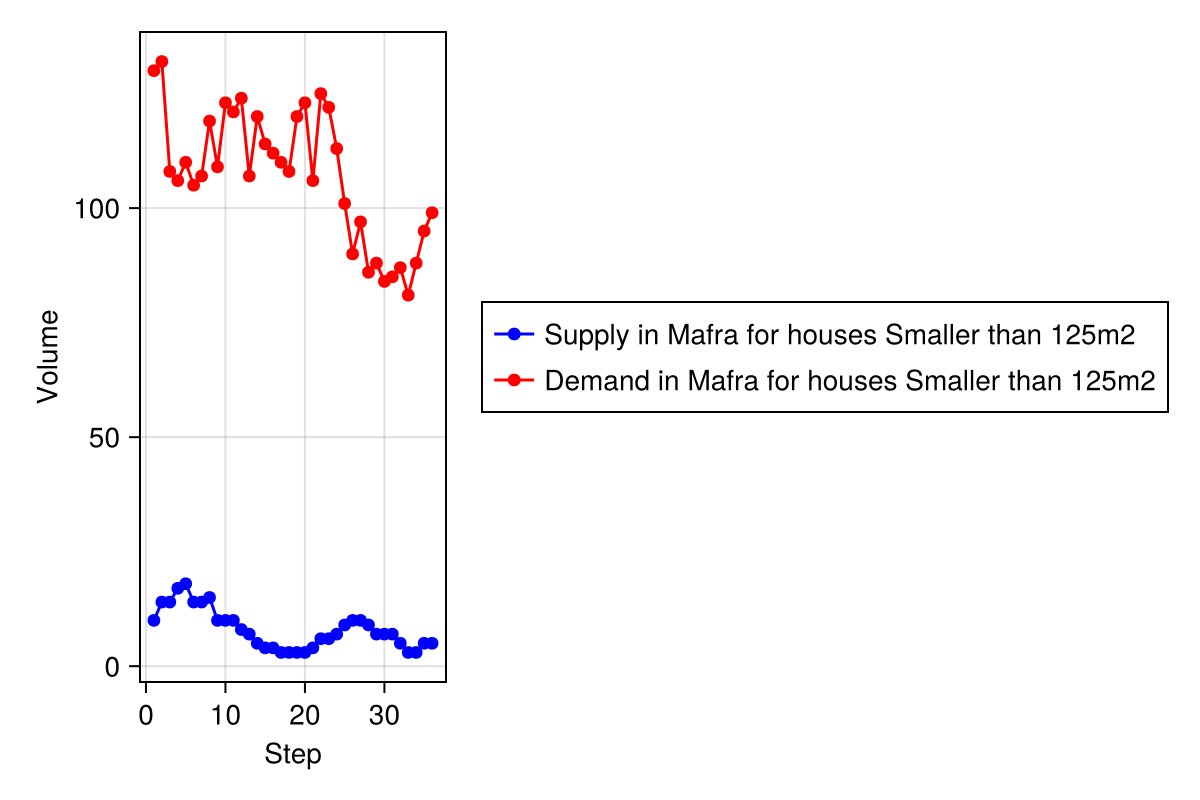 Volume
100
50
0
0 10 20 30
Step
Supply in Mafra for houses Smaller than 125m2
Demand in Mafra for houses Smaller than 125m2